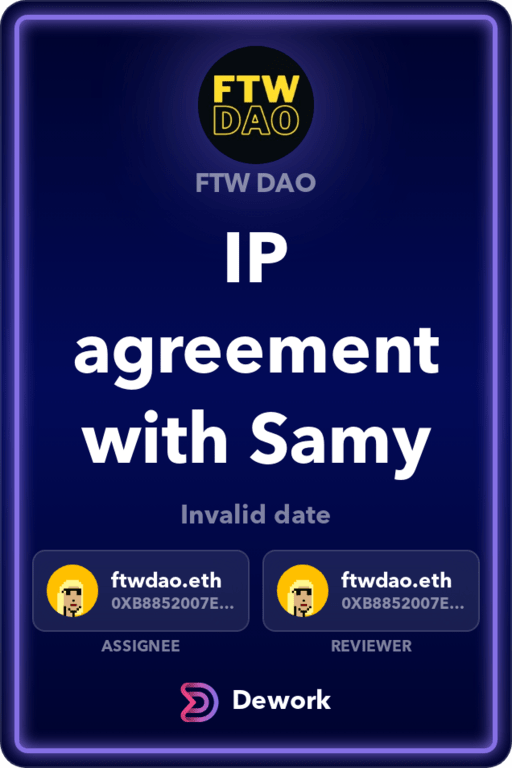 FTW
DAO
FTW DAO
IP
agreement
with Samy
Invalid date
ftwdao.eth
0XB8852007E...
ASSIGNEE
ftwdao.eth
0XB8852007E...
REVIEWER
Dework